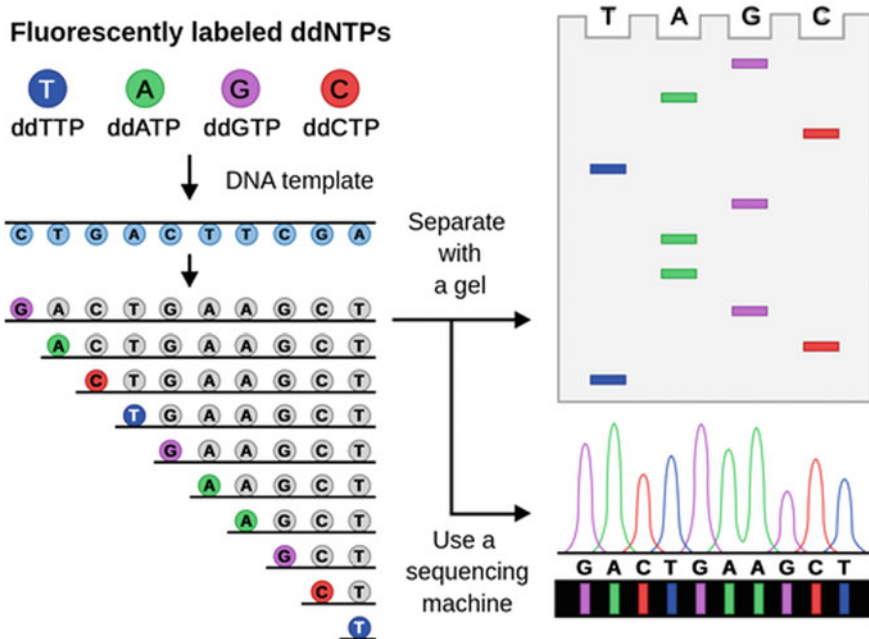 Fluorescently labeled ddNTPs
T A G C
ddTTP ddATP ddGTP ddCTP
DNA template
C T G A C T T C G A
G A C T G A A G C T
A C T G A A G C T
C T G A A G C T
T G A A G C T
G A A G C T
A A G C T
A G C T
G C T
C T
T
Separate
with
a gel
Use a
sequencing
machine
T A G C
G A C T G A A G C T